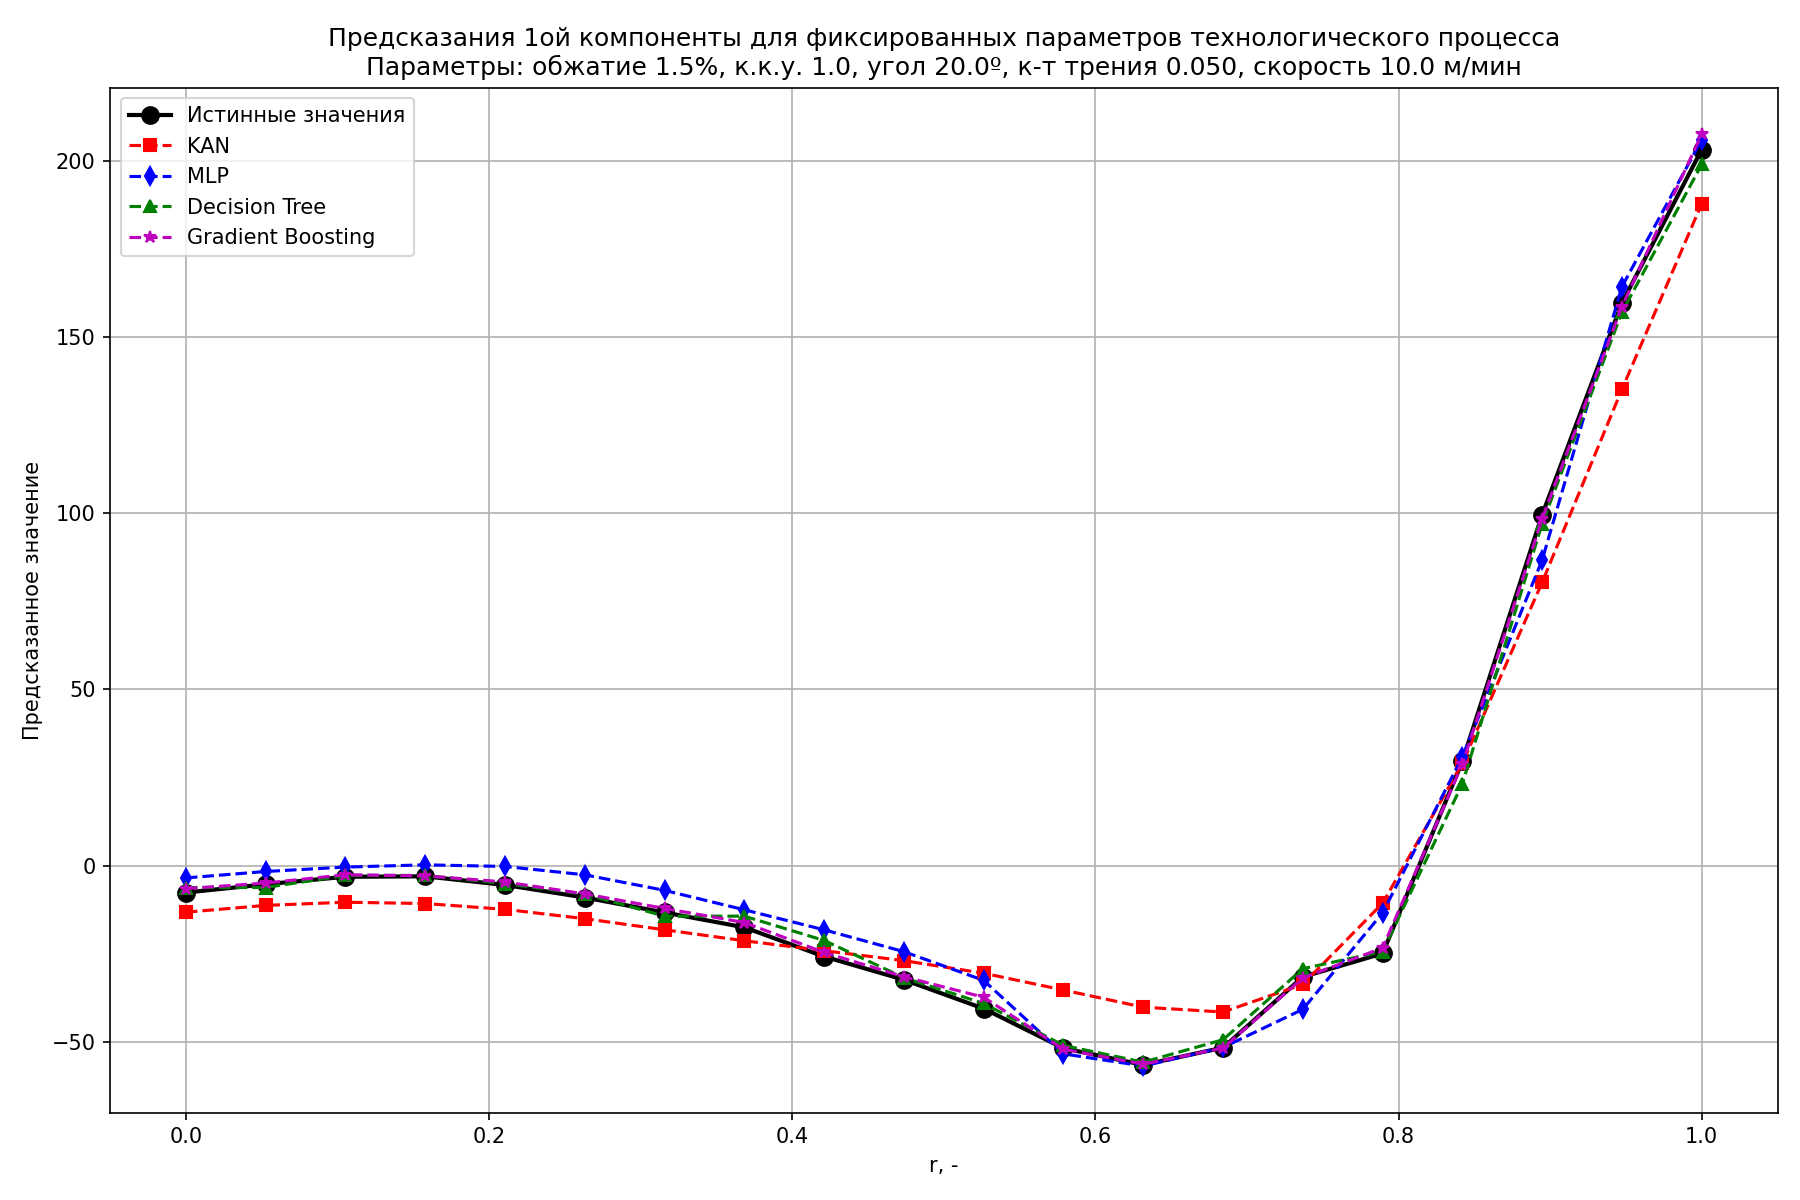 Предсказания 1ой компоненты для фиксированных параметров технологического процесса
Параметры: обжатие 1.5%, к.к.у. 1.0, угол 20.0º, к-т трения 0.050, скорость 10.0 м/мин
Истинные значения
KAN
MLP
Decision Tree
Gradient Boosting
Предсказанное значение
200
150
100
50
0
−50
0.0
0.2
0.4
0.6
0.8
1.0
r, -